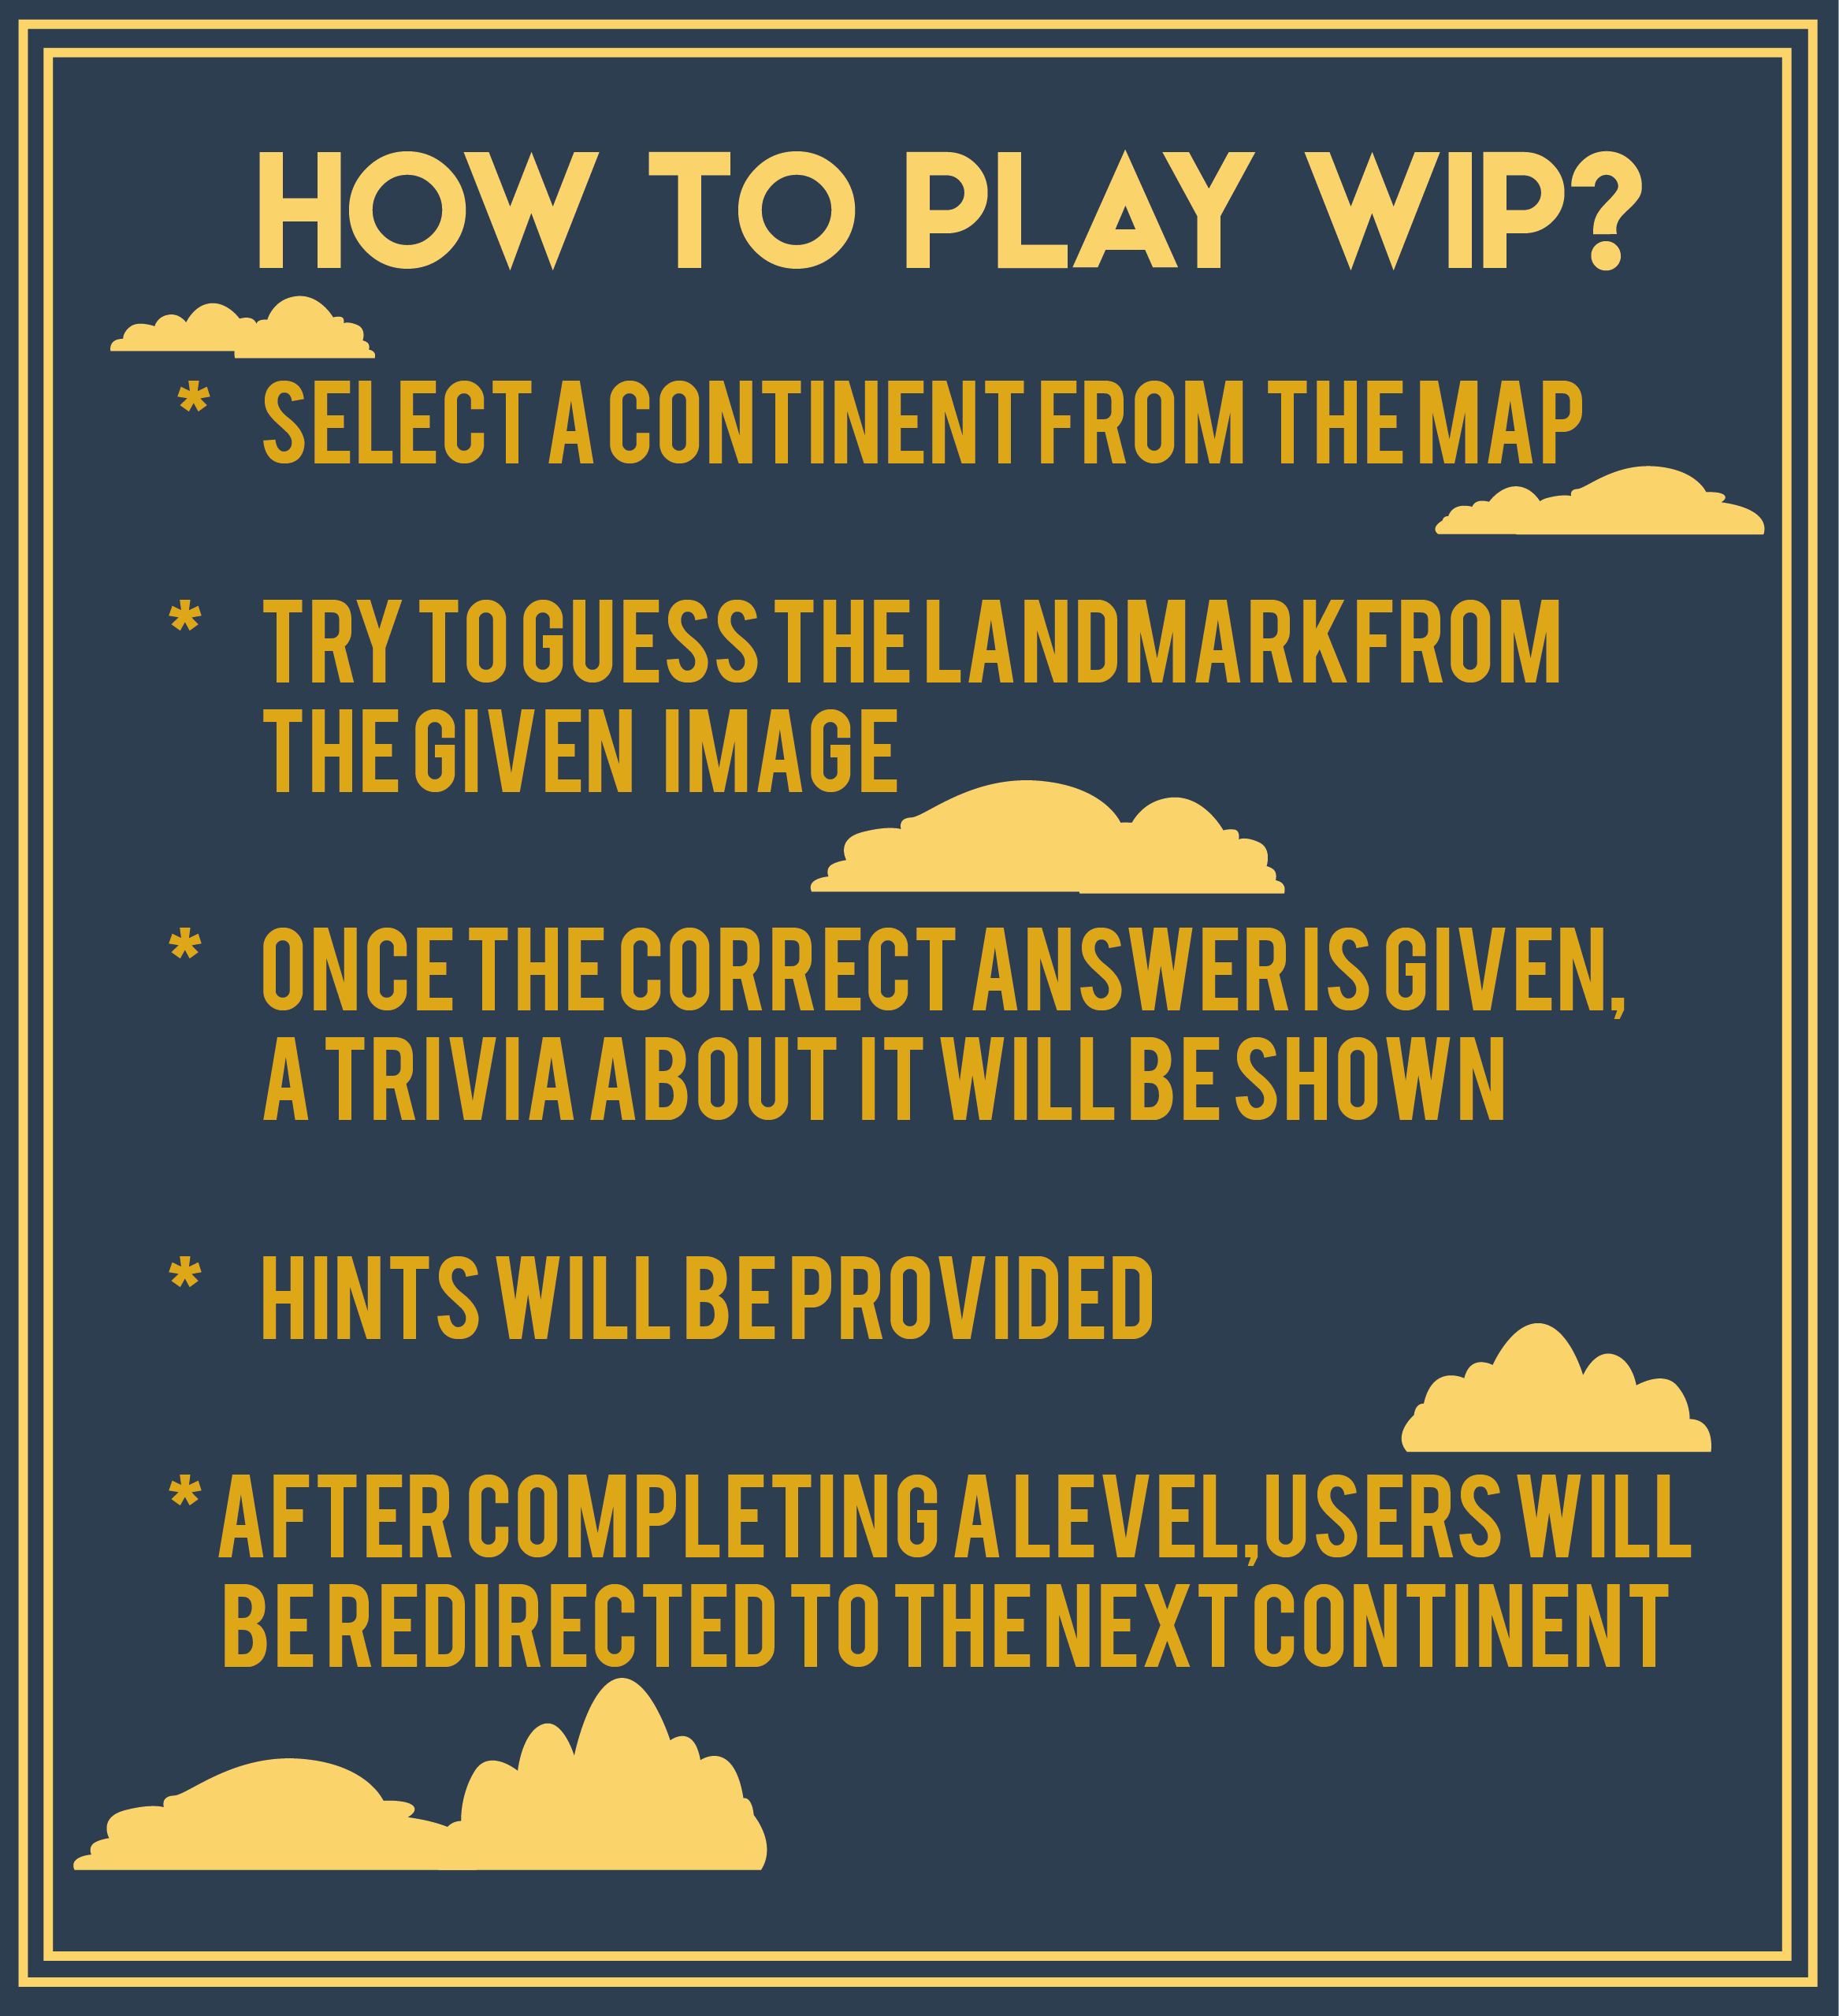 HOW TO PLAY WIP?
* SELECT A CONTINENT FROM THE MAP
* TRY TO GUESS THE LANDMARK FROM
THE GIVEN IMAGE
* ONCE THE CORRECT ANSWER IS GIVEN,
A TRIVIA ABOUT IT WILL BE SHOWN
* HINTS WILL BE PROVIDED
* AFTER COMPLETING A LEVEL,USERS WILL
BE REDIRECTED TO THE NEXT CONTINENT